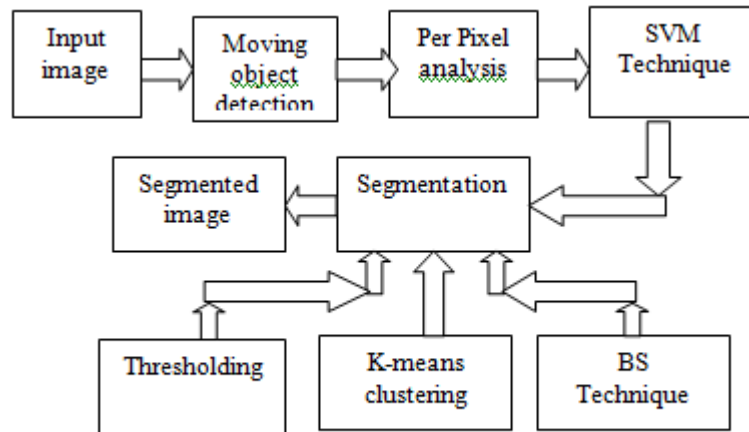 Input
image
Moving
object
detection
Per Pixel
analysis
SVM
Technique
Segmented
image
Segmentation
Thresholding
K-means
clustering
BS
Technique